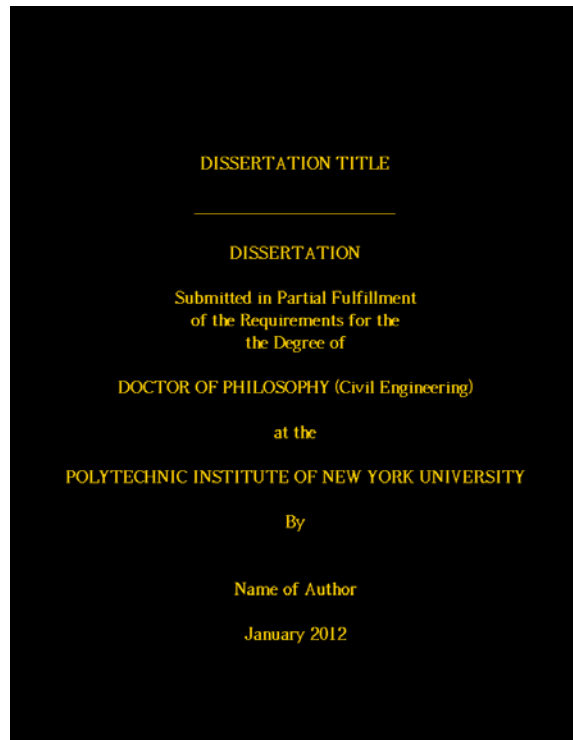 DISSERTATION TITLE
DISSERTATION
Submitted in Partial Fulfillment
of the Requirements for the
the Degree of
DOCTOR OF PHILOSOPHY (Civil Engineering)
at the
POLYTECHNIC INSTITUTE OF NEW YORK UNIVERSITY
By
Name of Author
January 2012